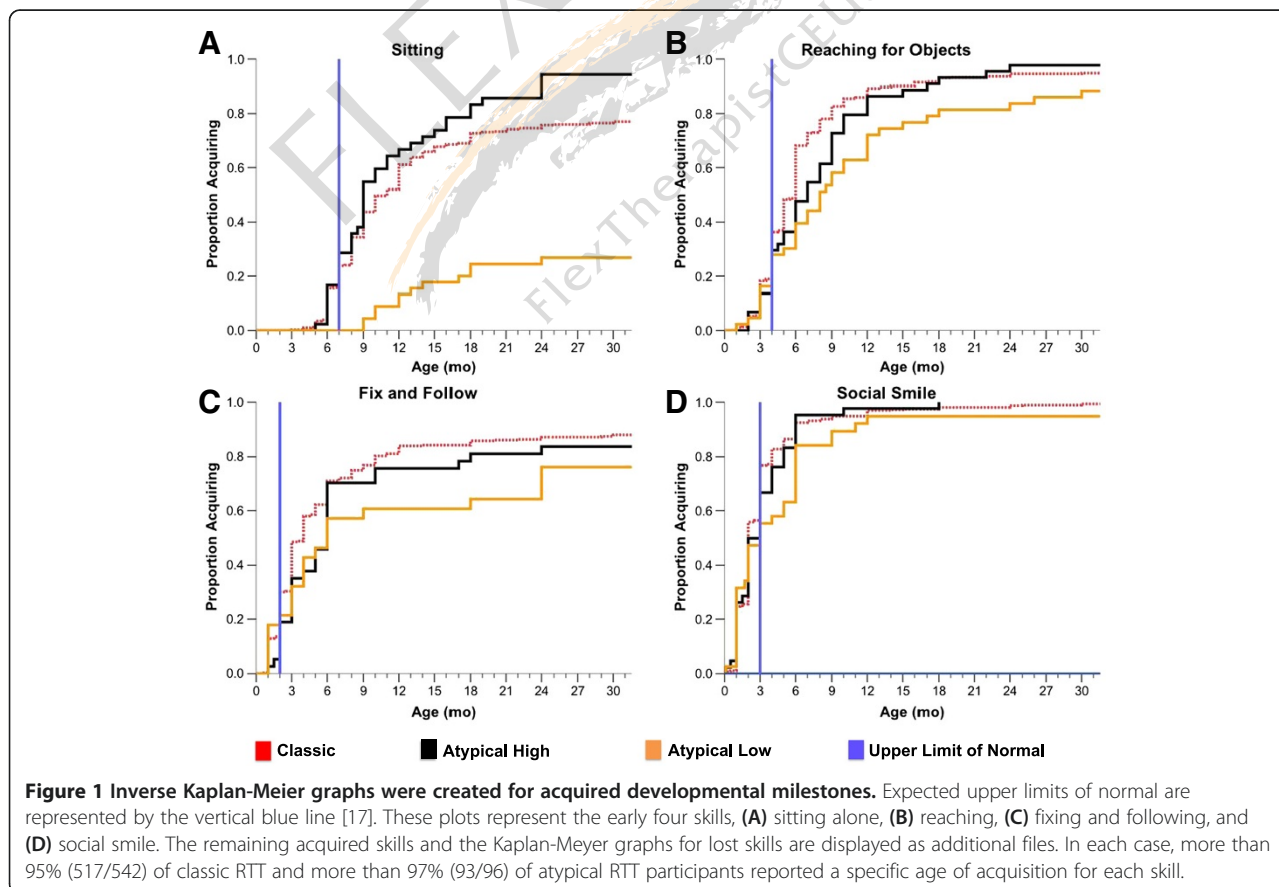 A
Sitting
1.0
0.8
0.6
0.4
0.2
0.0
Proportion Acquiring
0 3 6 9 12 15 18 21 24 27 30
Age (mo)
B
Reaching for Objects
1.0
0.8
0.6
0.4
0.2
0.0
Proportion Acquiring
0 3 6 9 12 15 18 21 24 27 30
Age (mo)
C
Fix and Follow
1.0
0.8
0.6
0.4
0.2
0.0
Proportion Acquiring
0 3 6 9 12 15 18 21 24 27 30
Age (mo)
D
Social Smile
1.0
0.8
0.6
0.4
0.2
0.0
Proportion Acquiring
0 3 6 9 12 15 18 21 24 27 30
Age (mo)
Classic Atypical High Atypical Low Upper Limit of Normal
Figure 1 Inverse Kaplan-Meier graphs were created for acquired developmental milestones. Expected upper limits of normal are
represented by the vertical blue line [17]. These plots represent the early four skills, (A) sitting alone, (B) reaching, (C) fixing and following, and
(D) social smile. The remaining acquired skills and the Kaplan-Meyer graphs for lost skills are displayed as additional files. In each case, more than
95% (517/542) of classic RTT and more than 97% (93/96) of atypical RTT participants reported a specific age of acquisition for each skill.